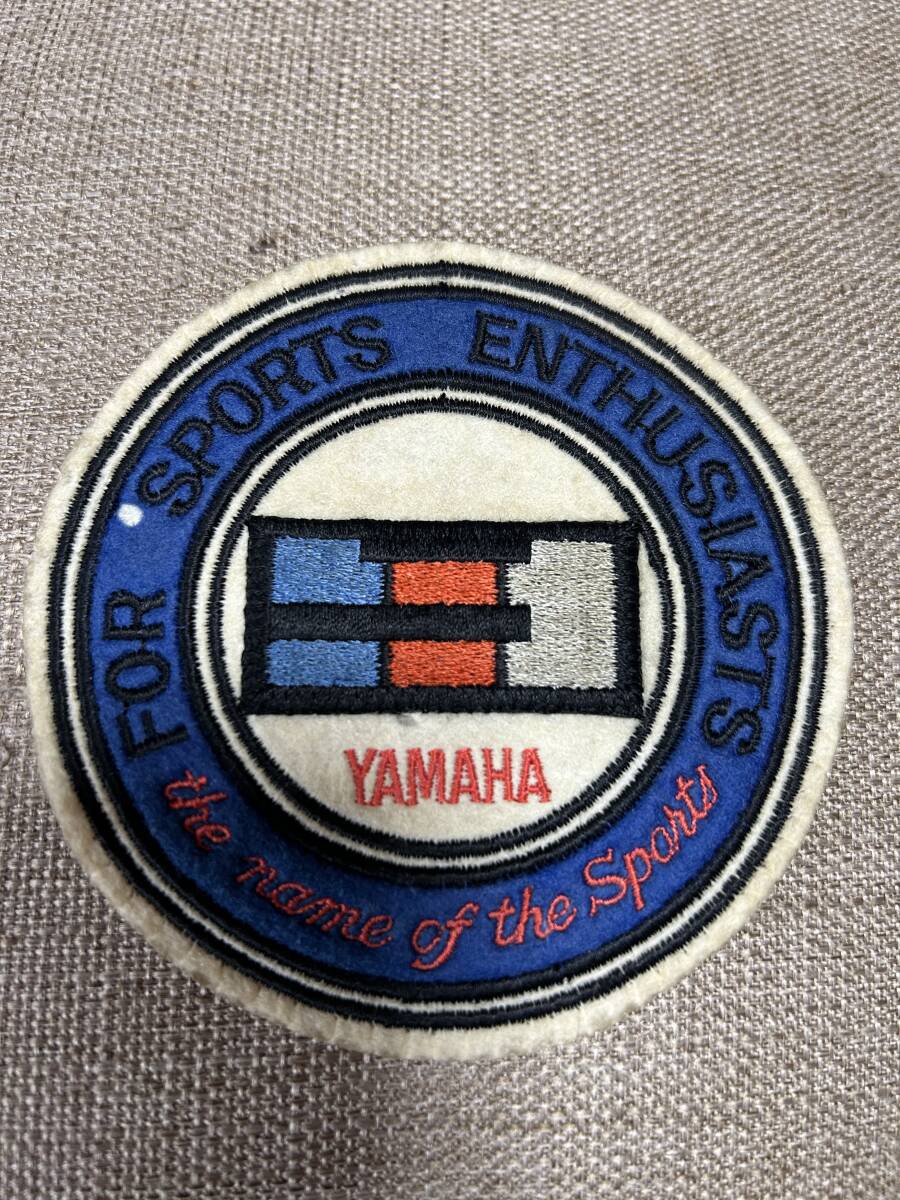 FOR SPORTS ENTHUSIASTS
YAMAHA
the name of the Sports